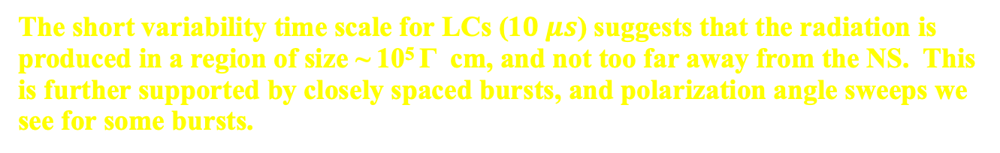 The short variability time scale for LCs (10 μs) suggests that the radiation is
produced in a region of size ~ 10⁵ Γ cm, and not too far away from the NS. This
is further supported by closely spaced bursts, and polarization angle sweeps we
see for some bursts.